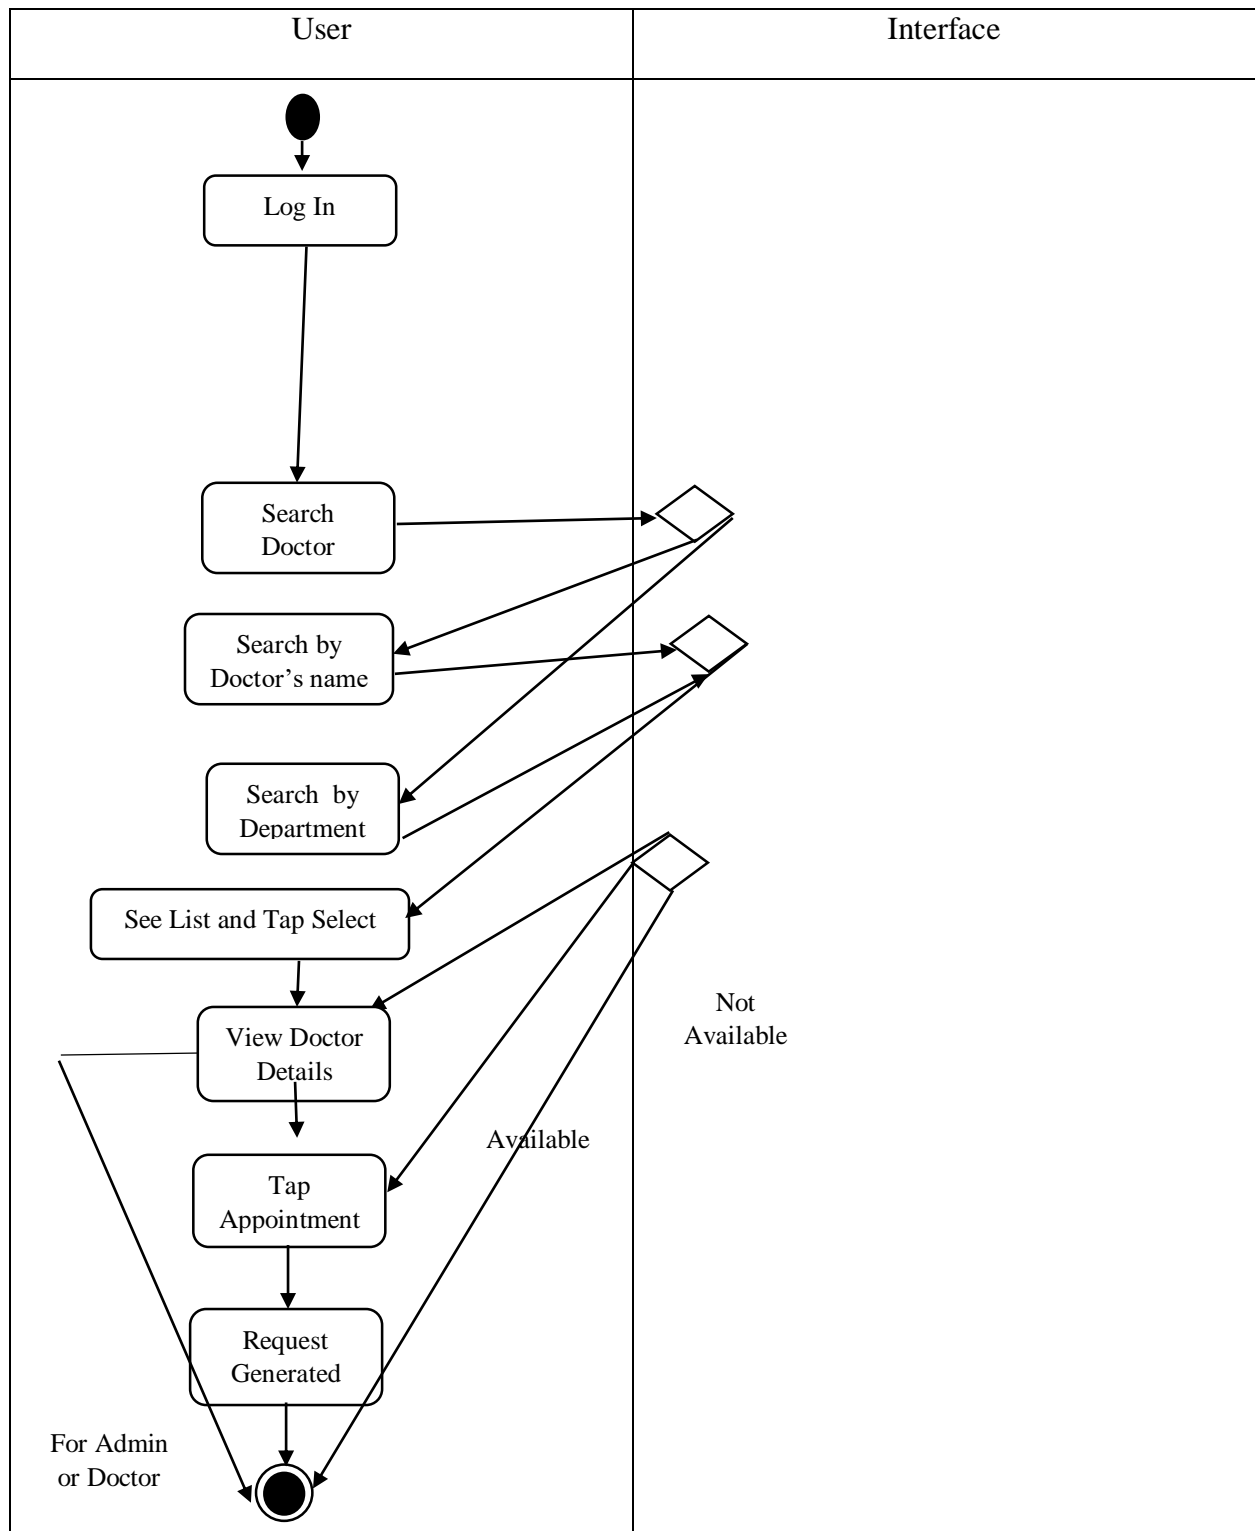 User
Interface
Log In
Search
Doctor
Search by
Doctor’s name
Search by
Department
See List and Tap Select
View Doctor
Details
Not
Available
Available
Tap
Appointment
Request
Generated
For Admin
or Doctor